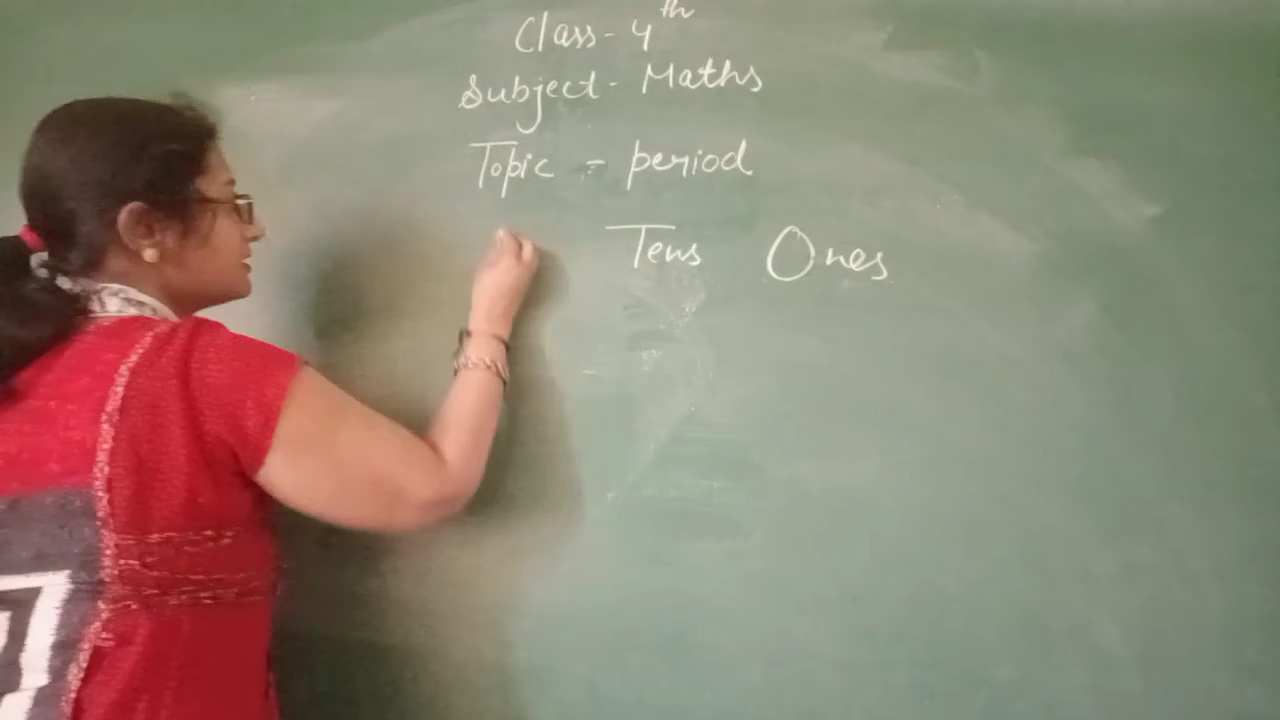 Class - 4th
Subject - Maths
Topic - period
Tens Ones